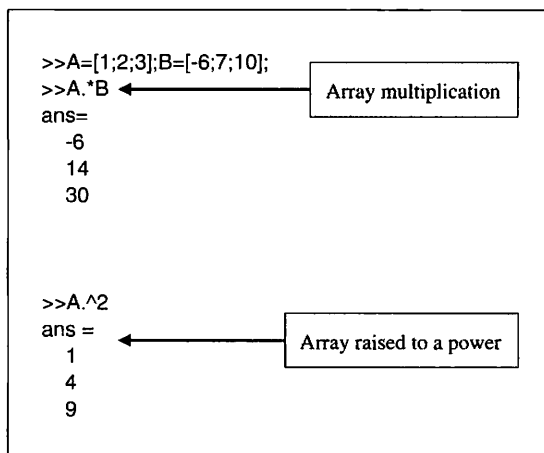 >>A=[1;2;3];B=[-6;7;10];
>>A.*B
Array multiplication
ans=
-6
14
30
>>A.^2
ans =
Array raised to a power
1
4
9